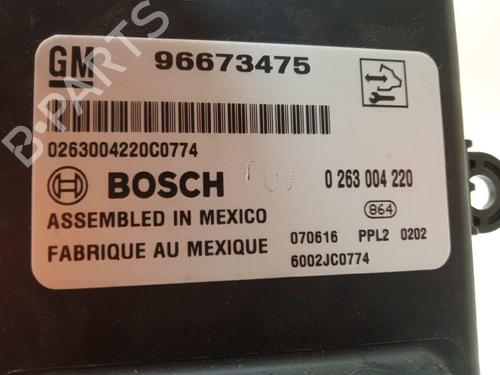 GM 96673475
0263004220C0774
BOSCH 0 263 004 220
ASSEMBLED IN MEXICO 864
FABRIQUE AU MEXIQUE 070616 PPL2 0202
6002JC0774
B-PARTS